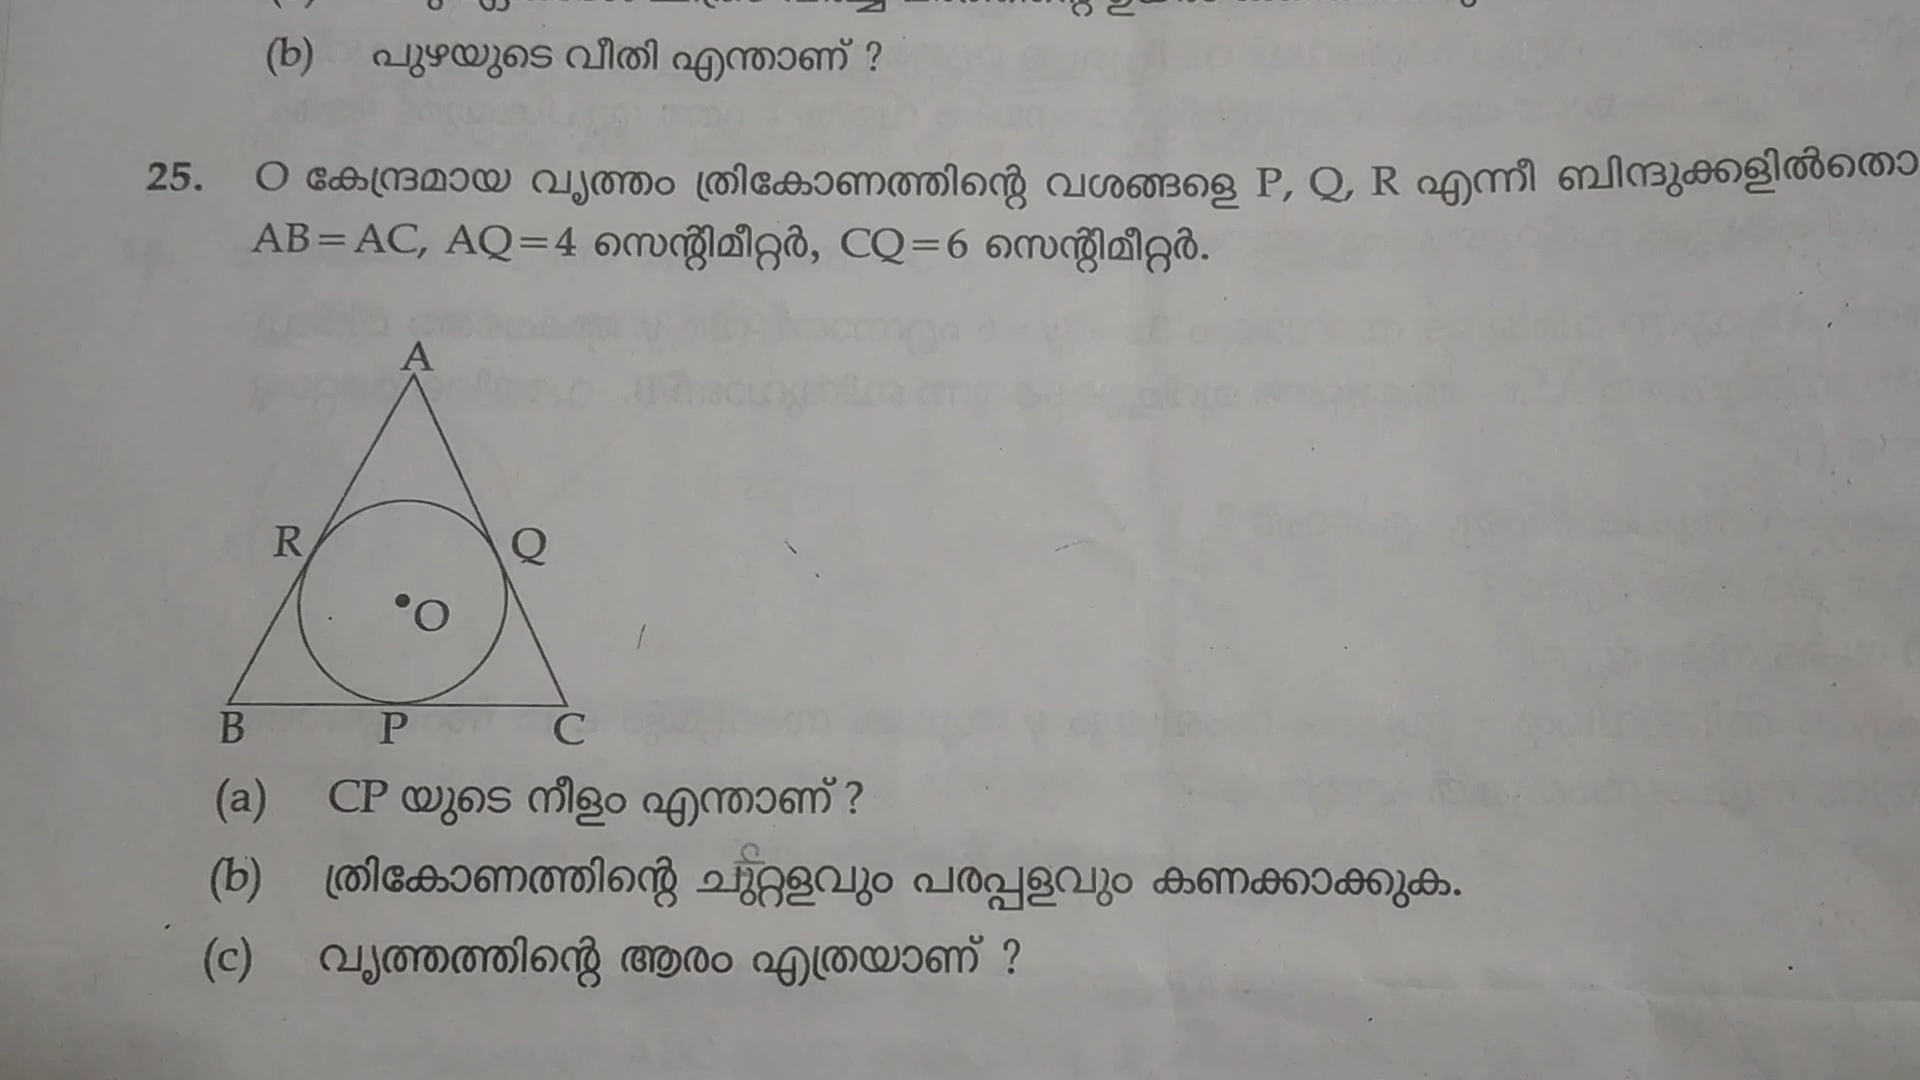 (b) പുഴയുടെ വീതി എന്താണ് ?
25. O കേന്ദ്രമായ വൃത്തം ത്രികോണത്തിന്റെ വശങ്ങളെ P, Q, R എന്നീ ബിന്ദുക്കളിൽതൊ
AB=AC, AQ=4 സെന്റിമീറ്റർ, CQ=6 സെന്റിമീറ്റർ.
A
R Q
O
B P C
(a) CP യുടെ നീളം എന്താണ് ?
(b) ത്രികോണത്തിന്റെ ചുറ്റളവും പരപ്പളവും കണക്കാക്കുക.
(c) വൃത്തത്തിന്റെ ആരം എത്രയാണ് ?